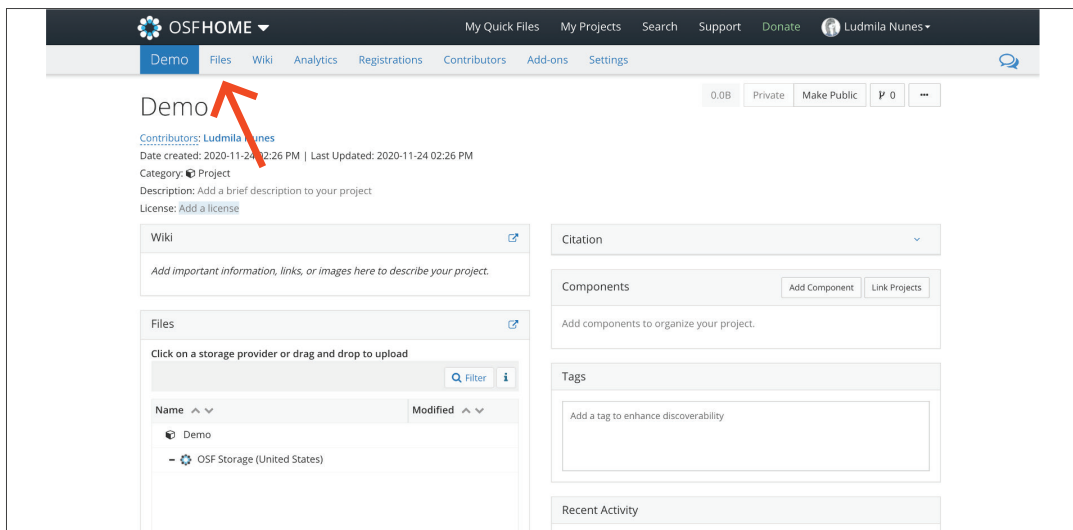 OSFHOME
My Quick Files My Projects Search Support Donate Ludmila Nunes
Demo Files Wiki Analytics Registrations Contributors Add-ons Settings
Demo
0.0B Private Make Public 0 ...
Contributors: Ludmila Nunes
Date created: 2020-11-24 02:26 PM | Last Updated: 2020-11-24 02:26 PM
Category: Project
Description: Add a brief description to your project
License: Add a license
Wiki
Add important information, links, or images here to describe your project.
Files
Click on a storage provider or drag and drop to upload
Filter i
Name Modified
Demo
OSF Storage (United States)
Citation
Components Add Component Link Projects
Add components to organize your project.
Tags
Add a tag to enhance discoverability
Recent Activity